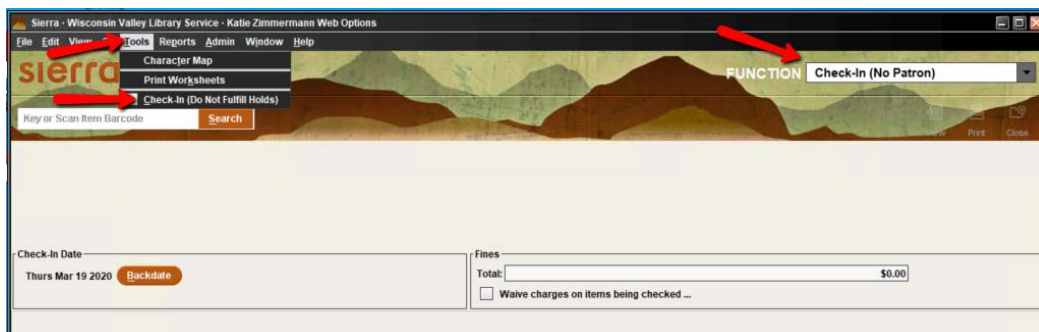 Sierra · Wisconsin Valley Library Service · Katie Zimmermann Web Options
File Edit View Tools Reports Admin Window Help
Character Map
Print Worksheets
Check-In (Do Not Fulfill Holds)
sierra
FUNCTION Check-In (No Patron)
Key or Scan Item Barcode Search
View Print Close
Check-In Date
Thurs Mar 19 2020 Backdate
Fines
Total: $0.00
Waive charges on items being checked ...